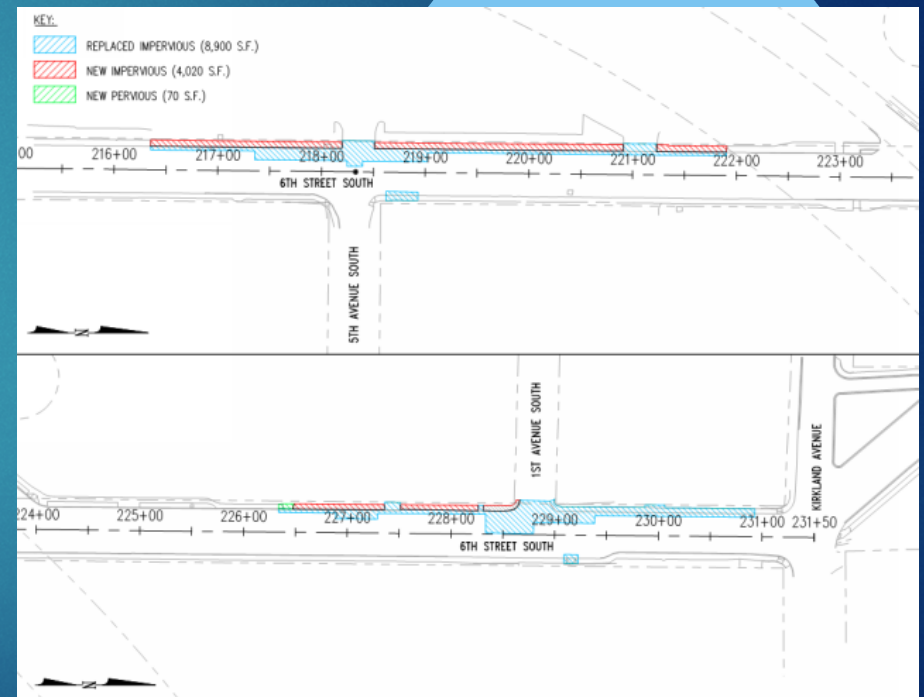 KEY:
REPLACED IMPERVIOUS (8,900 S.F.)
NEW IMPERVIOUS (4,020 S.F.)
NEW PERVIOUS (70 S.F.)
00 216+00 217+00 218+00 219+00 220+00 221+00 222+00 223+00
6TH STREET SOUTH
5TH AVENUE SOUTH
N
1ST AVENUE SOUTH
KIRKLAND AVENUE
224+00 225+00 226+00 227+00 228+00 229+00 230+00 231+00 231+50
6TH STREET SOUTH
N